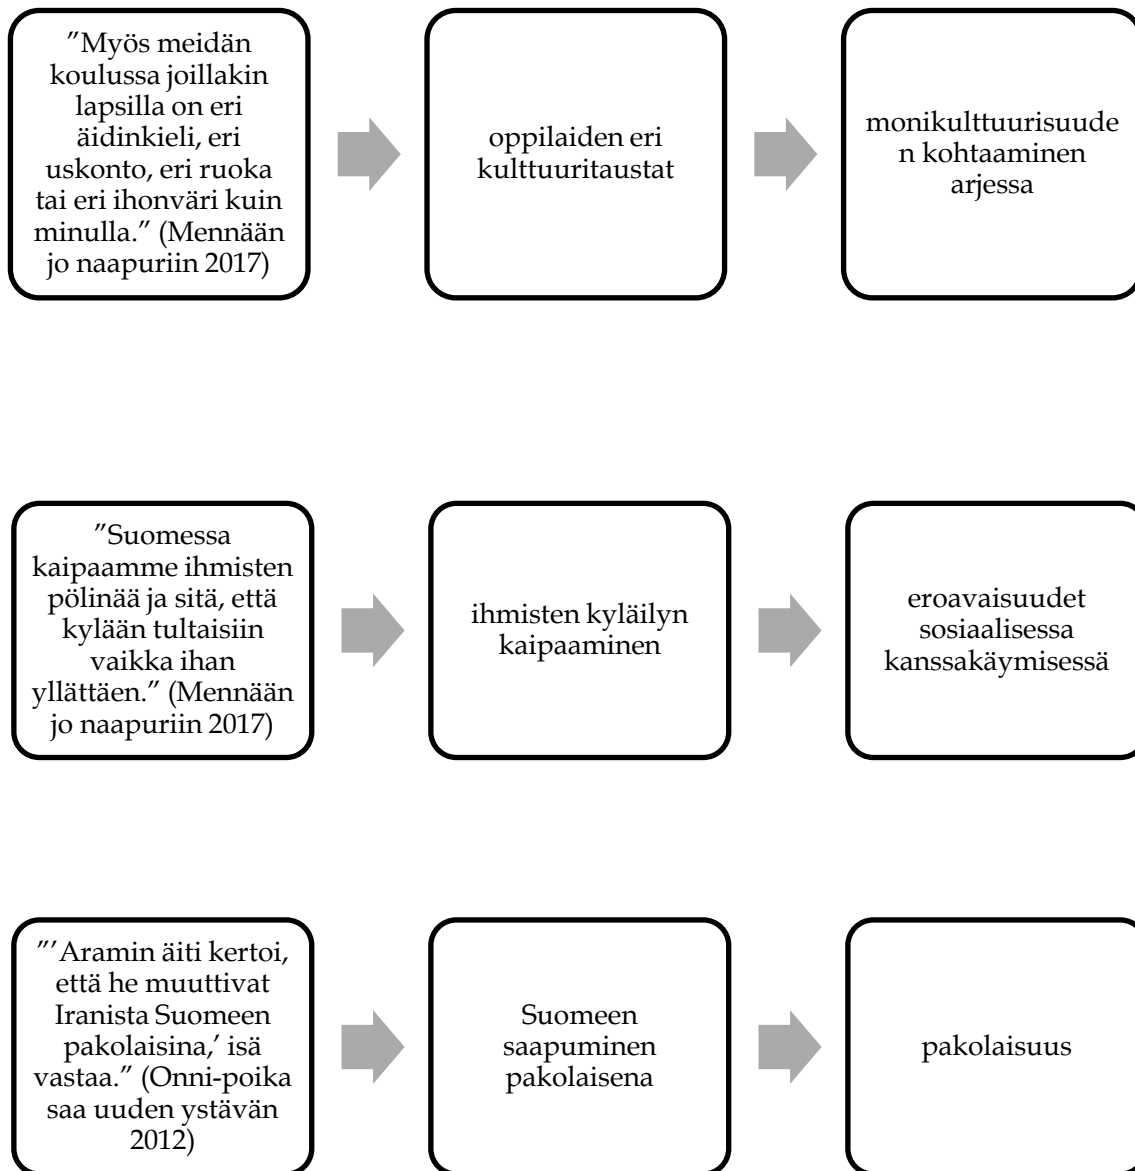 ”Myös meidän
koulussa joillakin
lapsilla on eri
äidinkieli, eri
uskonto, eri ruoka
tai eri ihonväri kuin
minulla.” (Mennään
jo naapuriin 2017)
oppilaiden eri
kulttuuritaustat
monikulttuurisuude
n kohtaaminen
arjessa
”Suomessa
kaipaamme ihmisten
pölinää ja sitä, että
kylään tultaisiin
vaikka ihan
yllättäen.” (Mennään
jo naapuriin 2017)
ihmisten kyläilyn
kaipaaminen
eroavaisuudet
sosiaalisessa
kanssakäymisessä
”’Aramin äiti kertoi,
että he muuttivat
Iranista Suomeen
pakolaisina,’ isä
vastaa.” (Onni-poika
saa uuden ystävän
2012)
Suomeen
saapuminen
pakolaisena
pakolaisuus